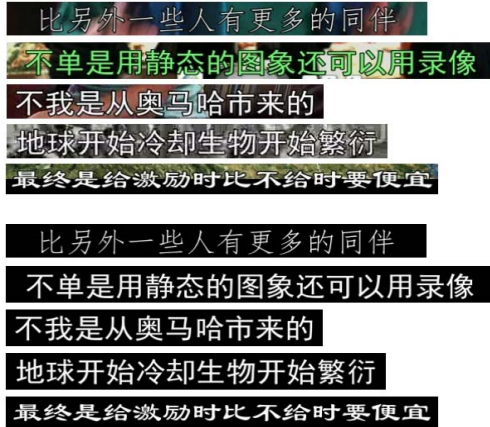 比另外一些人有更多的同伴
不单是用静态的图象还可以用录像
不我是从奥马哈市来的
地球开始冷却生物开始繁衍
最终是给激励时比不给时要便宜
比另外一些人有更多的同伴
不单是用静态的图象还可以用录像
不我是从奥马哈市来的
地球开始冷却生物开始繁衍
最终是给激励时比不给时要便宜